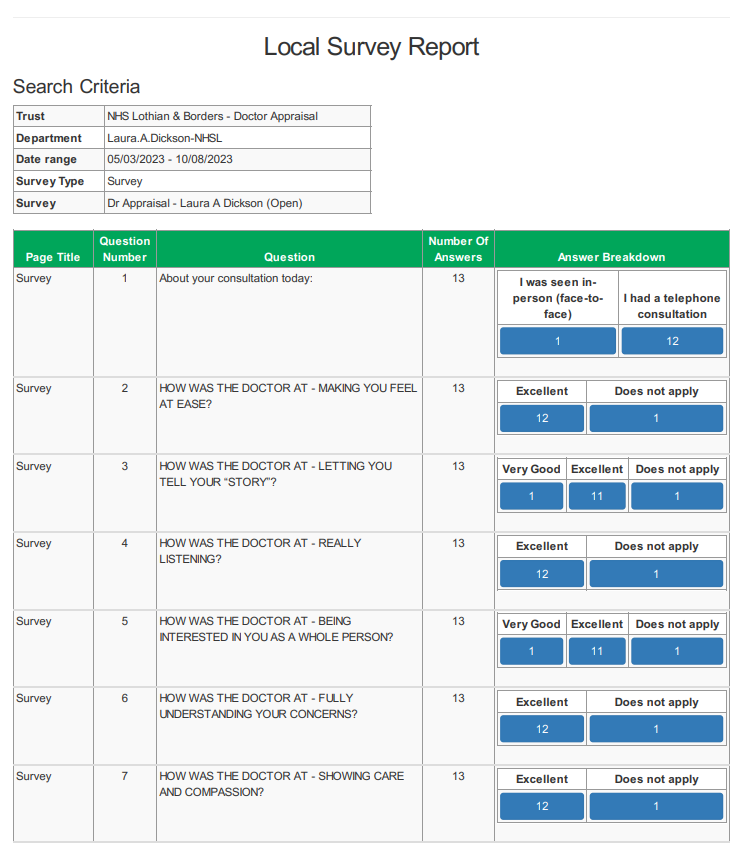 Local Survey Report
Search Criteria
Trust NHS Lothian & Borders - Doctor Appraisal
Department Laura.A.Dickson-NHSL
Date range 05/03/2023 - 10/08/2023
Survey Type Survey
Survey Dr Appraisal - Laura A Dickson (Open)
Page Title Question Number Question Number Of Answers Answer Breakdown
Survey 1 About your consultation today: 13
I was seen in-person (face-to-face) I had a telephone consultation
1 12
Survey 2 HOW WAS THE DOCTOR AT - MAKING YOU FEEL 13 Excellent Does not apply
AT EASE?
12 1
Survey 3 HOW WAS THE DOCTOR AT - LETTING YOU 13 Very Good Excellent Does not apply
TELL YOUR “STORY”?
1 11 1
Survey 4 HOW WAS THE DOCTOR AT - REALLY 13 Excellent Does not apply
LISTENING?
12 1
Survey 5 HOW WAS THE DOCTOR AT - BEING 13 Very Good Excellent Does not apply
INTERESTED IN YOU AS A WHOLE PERSON?
1 11 1
Survey 6 HOW WAS THE DOCTOR AT - FULLY 13 Excellent Does not apply
UNDERSTANDING YOUR CONCERNS?
12 1
Survey 7 HOW WAS THE DOCTOR AT - SHOWING CARE 13 Excellent Does not apply
AND COMPASSION?
12 1